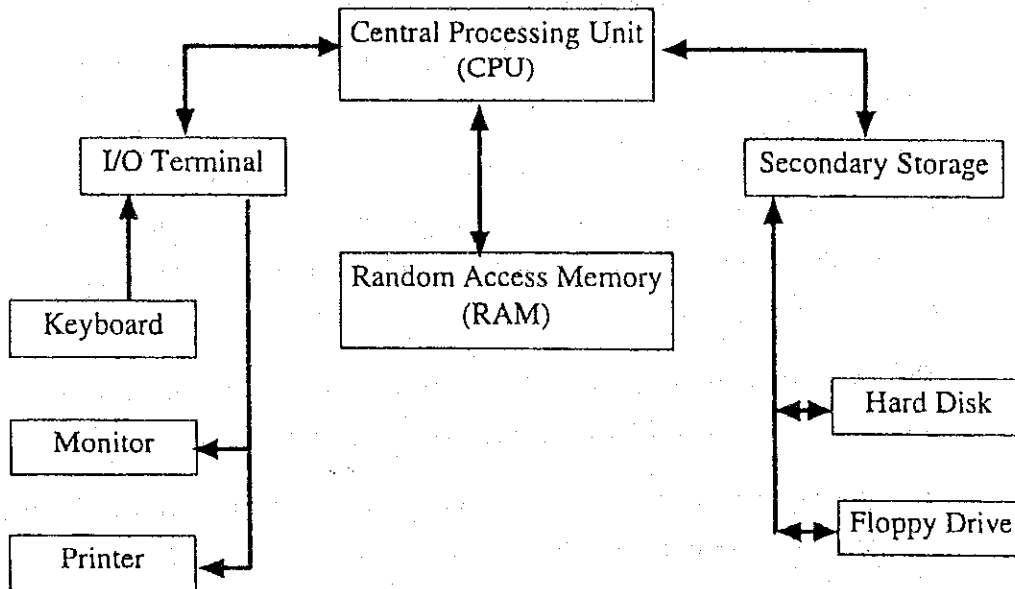 Central Processing Unit
(CPU)
I/O Terminal
Secondary Storage
Random Access Memory
(RAM)
Keyboard
Hard Disk
Monitor
Floppy Drive
Printer